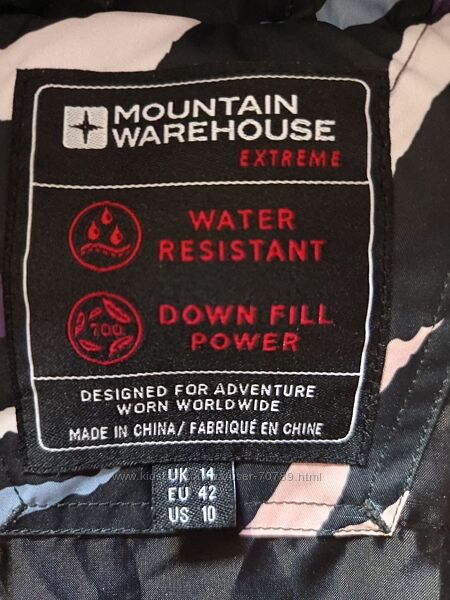 MOUNTAIN
WAREHOUSE
EXTREME
WATER
RESISTANT
700
DOWN FILL
POWER
DESIGNED FOR ADVENTURE
WORN WORLDWIDE
MADE IN CHINA/ FABRIQUÉ EN CHINE
UK 14
EU 42
US 10